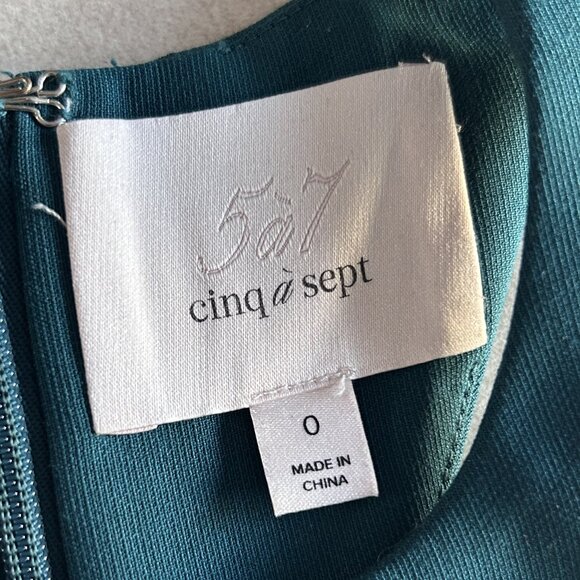 5à7
cinq à sept
0
MADE IN
CHINA